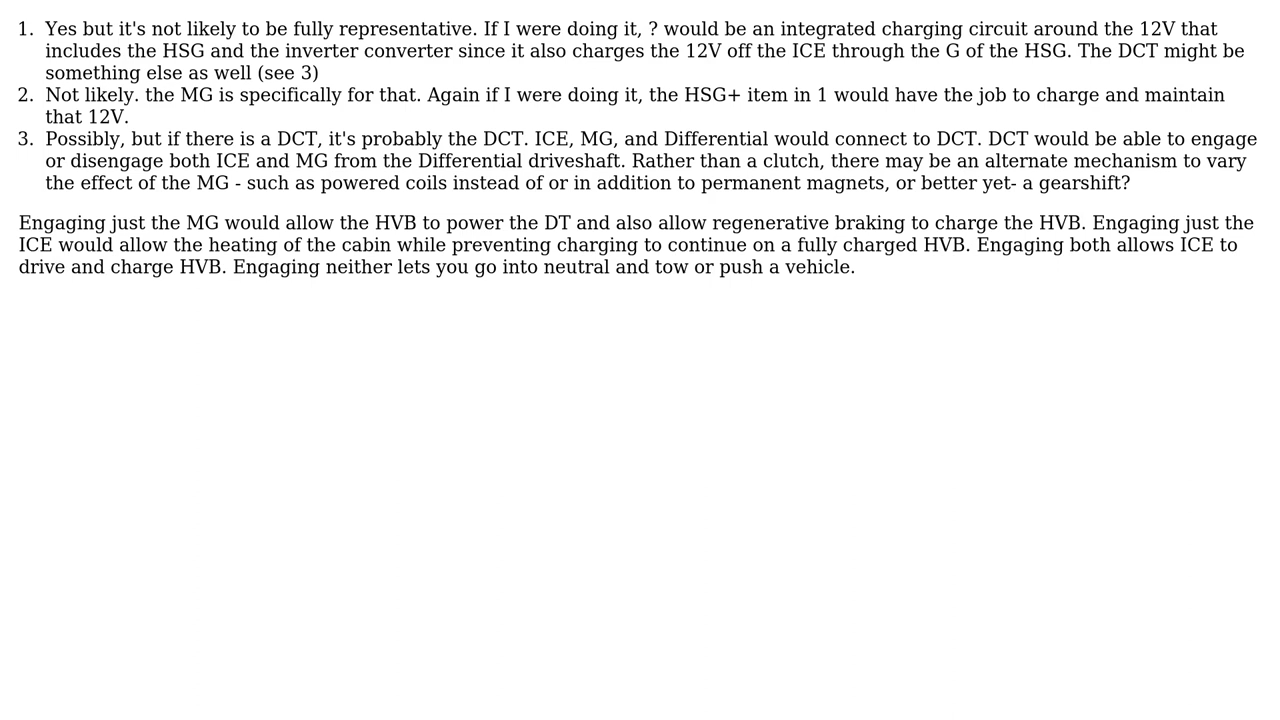 1. Yes but it's not likely to be fully representative. If I were doing it, ? would be an integrated charging circuit around the 12V that
includes the HSG and the inverter converter since it also charges the 12V off the ICE through the G of the HSG. The DCT might be
something else as well (see 3)
2. Not likely. the MG is specifically for that. Again if I were doing it, the HSG+ item in 1 would have the job to charge and maintain
that 12V.
3. Possibly, but if there is a DCT, it's probably the DCT. ICE, MG, and Differential would connect to DCT. DCT would be able to engage
or disengage both ICE and MG from the Differential driveshaft. Rather than a clutch, there may be an alternate mechanism to vary
the effect of the MG - such as powered coils instead of or in addition to permanent magnets, or better yet- a gearshift?
Engaging just the MG would allow the HVB to power the DT and also allow regenerative braking to charge the HVB. Engaging just the
ICE would allow the heating of the cabin while preventing charging to continue on a fully charged HVB. Engaging both allows ICE to
drive and charge HVB. Engaging neither lets you go into neutral and tow or push a vehicle.